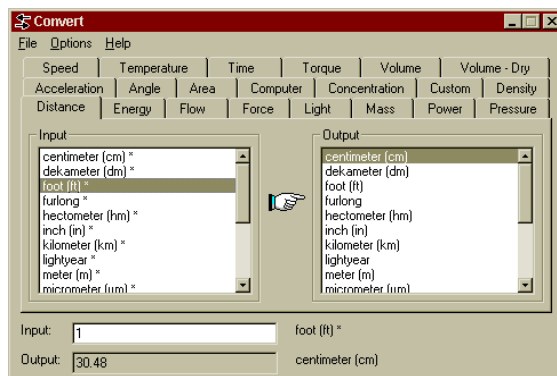 Convert
File Options Help
Speed Temperature Time Torque Volume Volume - Dry
Acceleration Angle Area Computer Concentration Custom Density
Distance Energy Flow Force Light Mass Power Pressure
Input
centimeter (cm) *
dekameter (dm) *
foot (ft) *
furlong *
hectometer (hm) *
inch (in) *
kilometer (km) *
lightyear *
meter (m) *
micrometer (µm) *
Output
centimeter (cm)
dekameter (dm)
foot (ft)
furlong
hectometer (hm)
inch (in)
kilometer (km)
lightyear
meter (m)
micrometer (µm)
Input: 1 foot (ft) *
Output: 30.48 centimeter (cm)